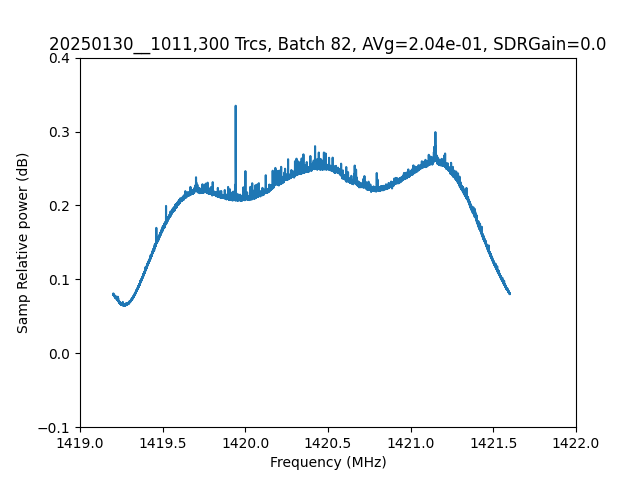 20250130__1011,300 Trcs, Batch 82, AVg=2.04e-01, SDRGain=0.0
0.4
0.3
0.2
0.1
0.0
−0.1
Samp Relative power (dB)
1419.0 1419.5 1420.0 1420.5 1421.0 1421.5 1422.0
Frequency (MHz)